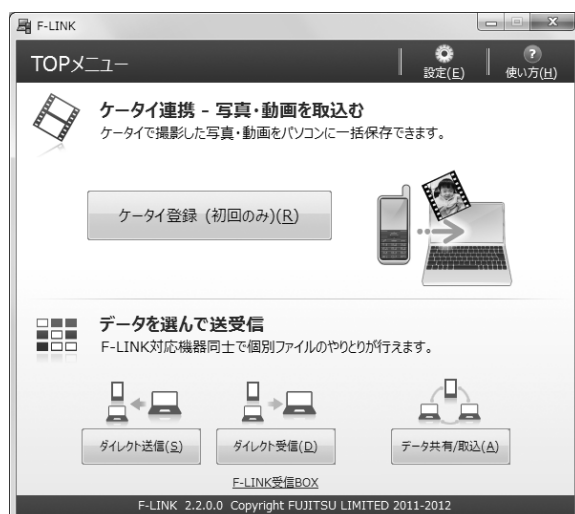 F-LINK
TOPメニュー
設定(E)
使い方(H)
ケータイ連携 - 写真・動画を取込む
ケータイで撮影した写真・動画をパソコンに一括保存できます。
ケータイ登録 (初回のみ)(R)
データを選んで送受信
F-LINK対応機器同士で個別ファイルのやりとりが行えます。
ダイレクト送信(S)
ダイレクト受信(D)
データ共有/取込(A)
F-LINK受信BOX
F-LINK 2.2.0.0 Copyright FUJITSU LIMITED 2011-2012